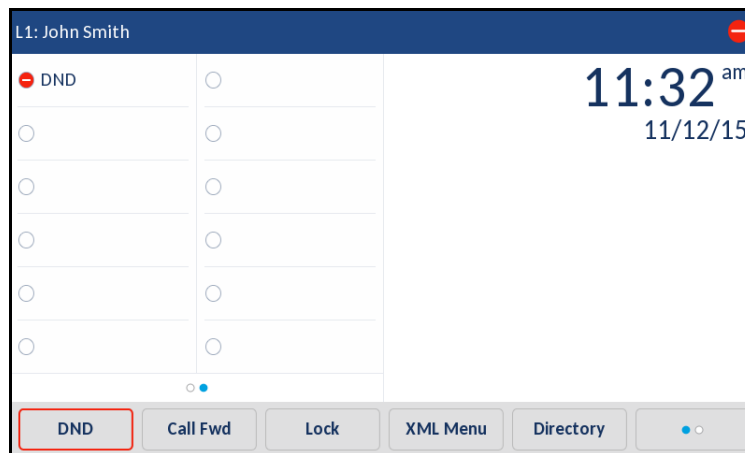 L1: John Smith
DND
11:32 am
11/12/15
DND
Call Fwd
Lock
XML Menu
Directory